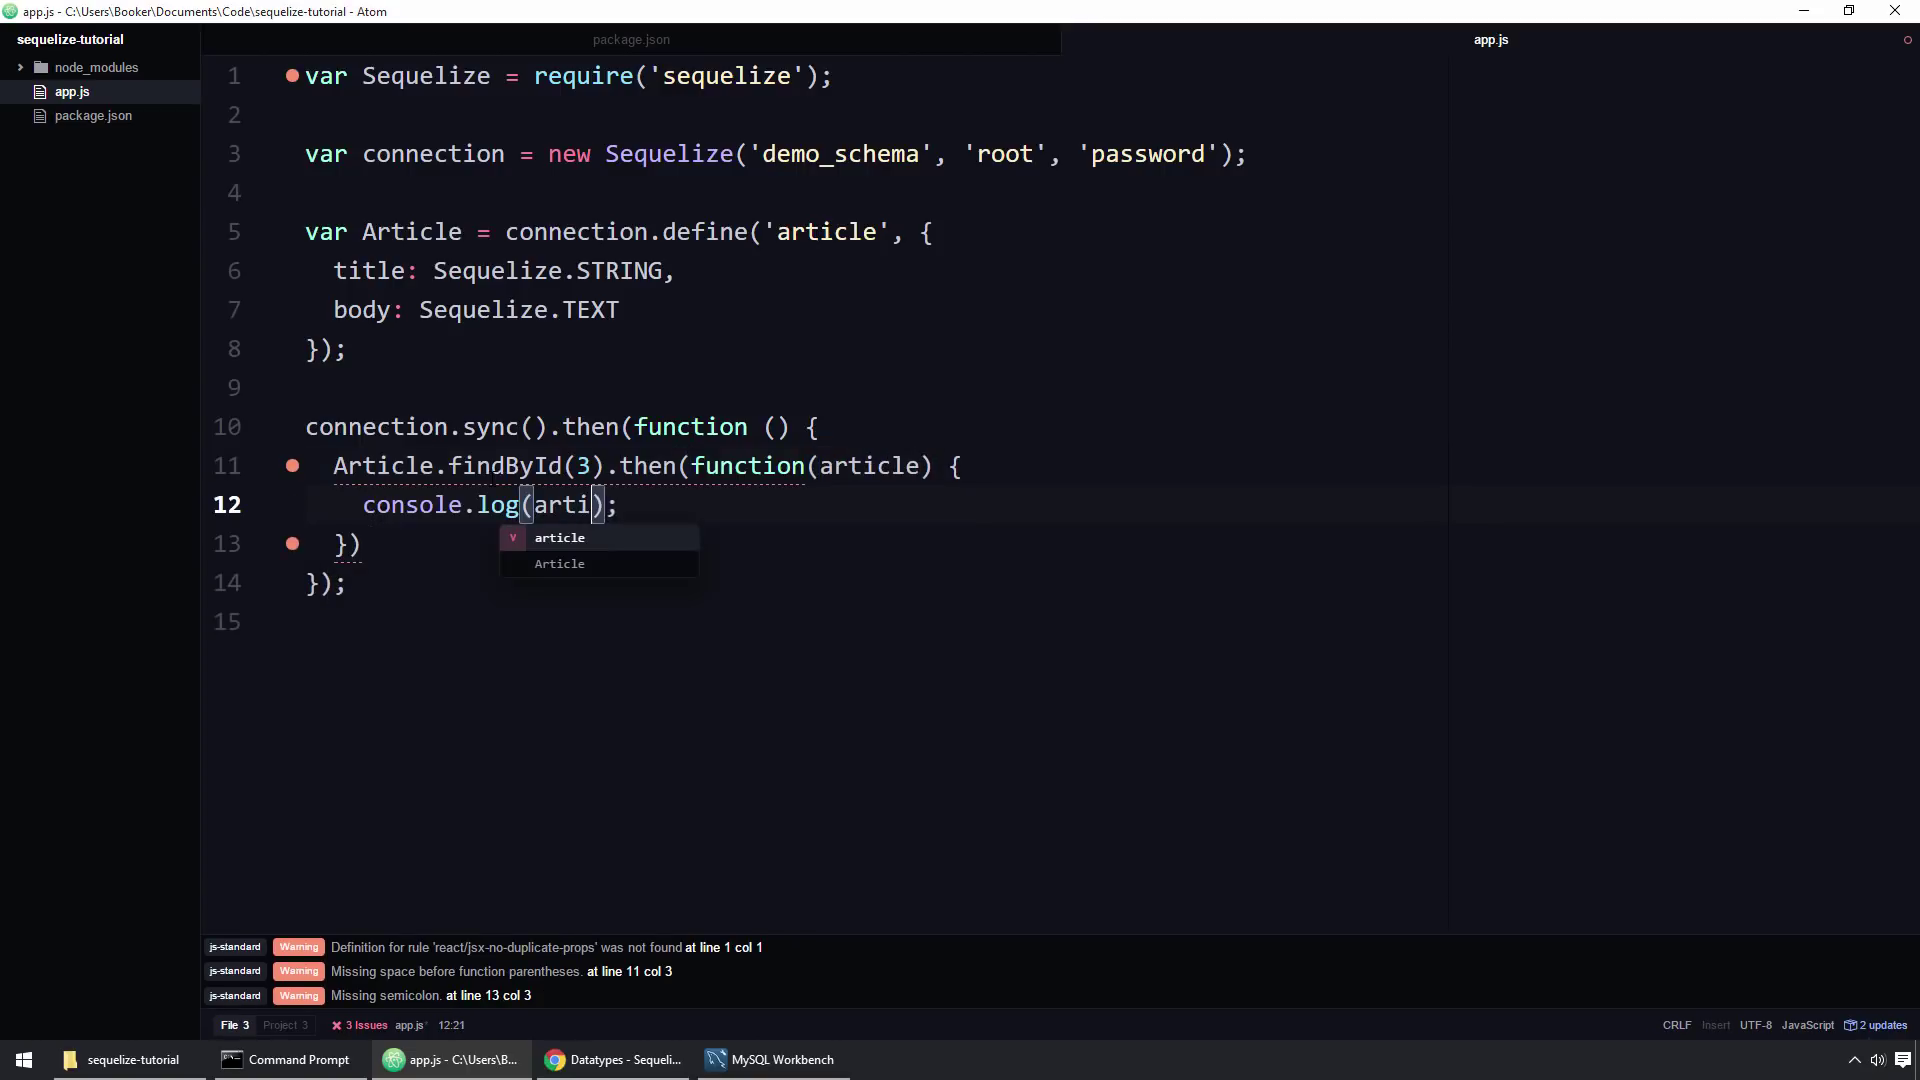 app.js - C:\Users\Booker\Documents\Code\sequelize-tutorial - Atom
sequelize-tutorial
node_modules
app.js
package.json
package.json
app.js
1 var Sequelize = require('sequelize');
2
3 var connection = new Sequelize('demo_schema', 'root', 'password');
4
5 var Article = connection.define('article', {
6 title: Sequelize.STRING,
7 body: Sequelize.TEXT
8 });
9
10 connection.sync().then(function () {
11 Article.findById(3).then(function(article) {
12 console.log(arti);
v article
Article
13 })
14 });
15
js-standard Warning Definition for rule 'react/jsx-no-duplicate-props' was not found at line 1 col 1
js-standard Warning Missing space before function parentheses. at line 11 col 3
js-standard Warning Missing semicolon. at line 13 col 3
File 3 Project 3 3 Issues app.js* 12:21 CRLF Insert UTF-8 JavaScript 2 updates
sequelize-tutorial Command Prompt app.js - C:\Users\B... Datatypes - Sequeli... MySQL Workbench